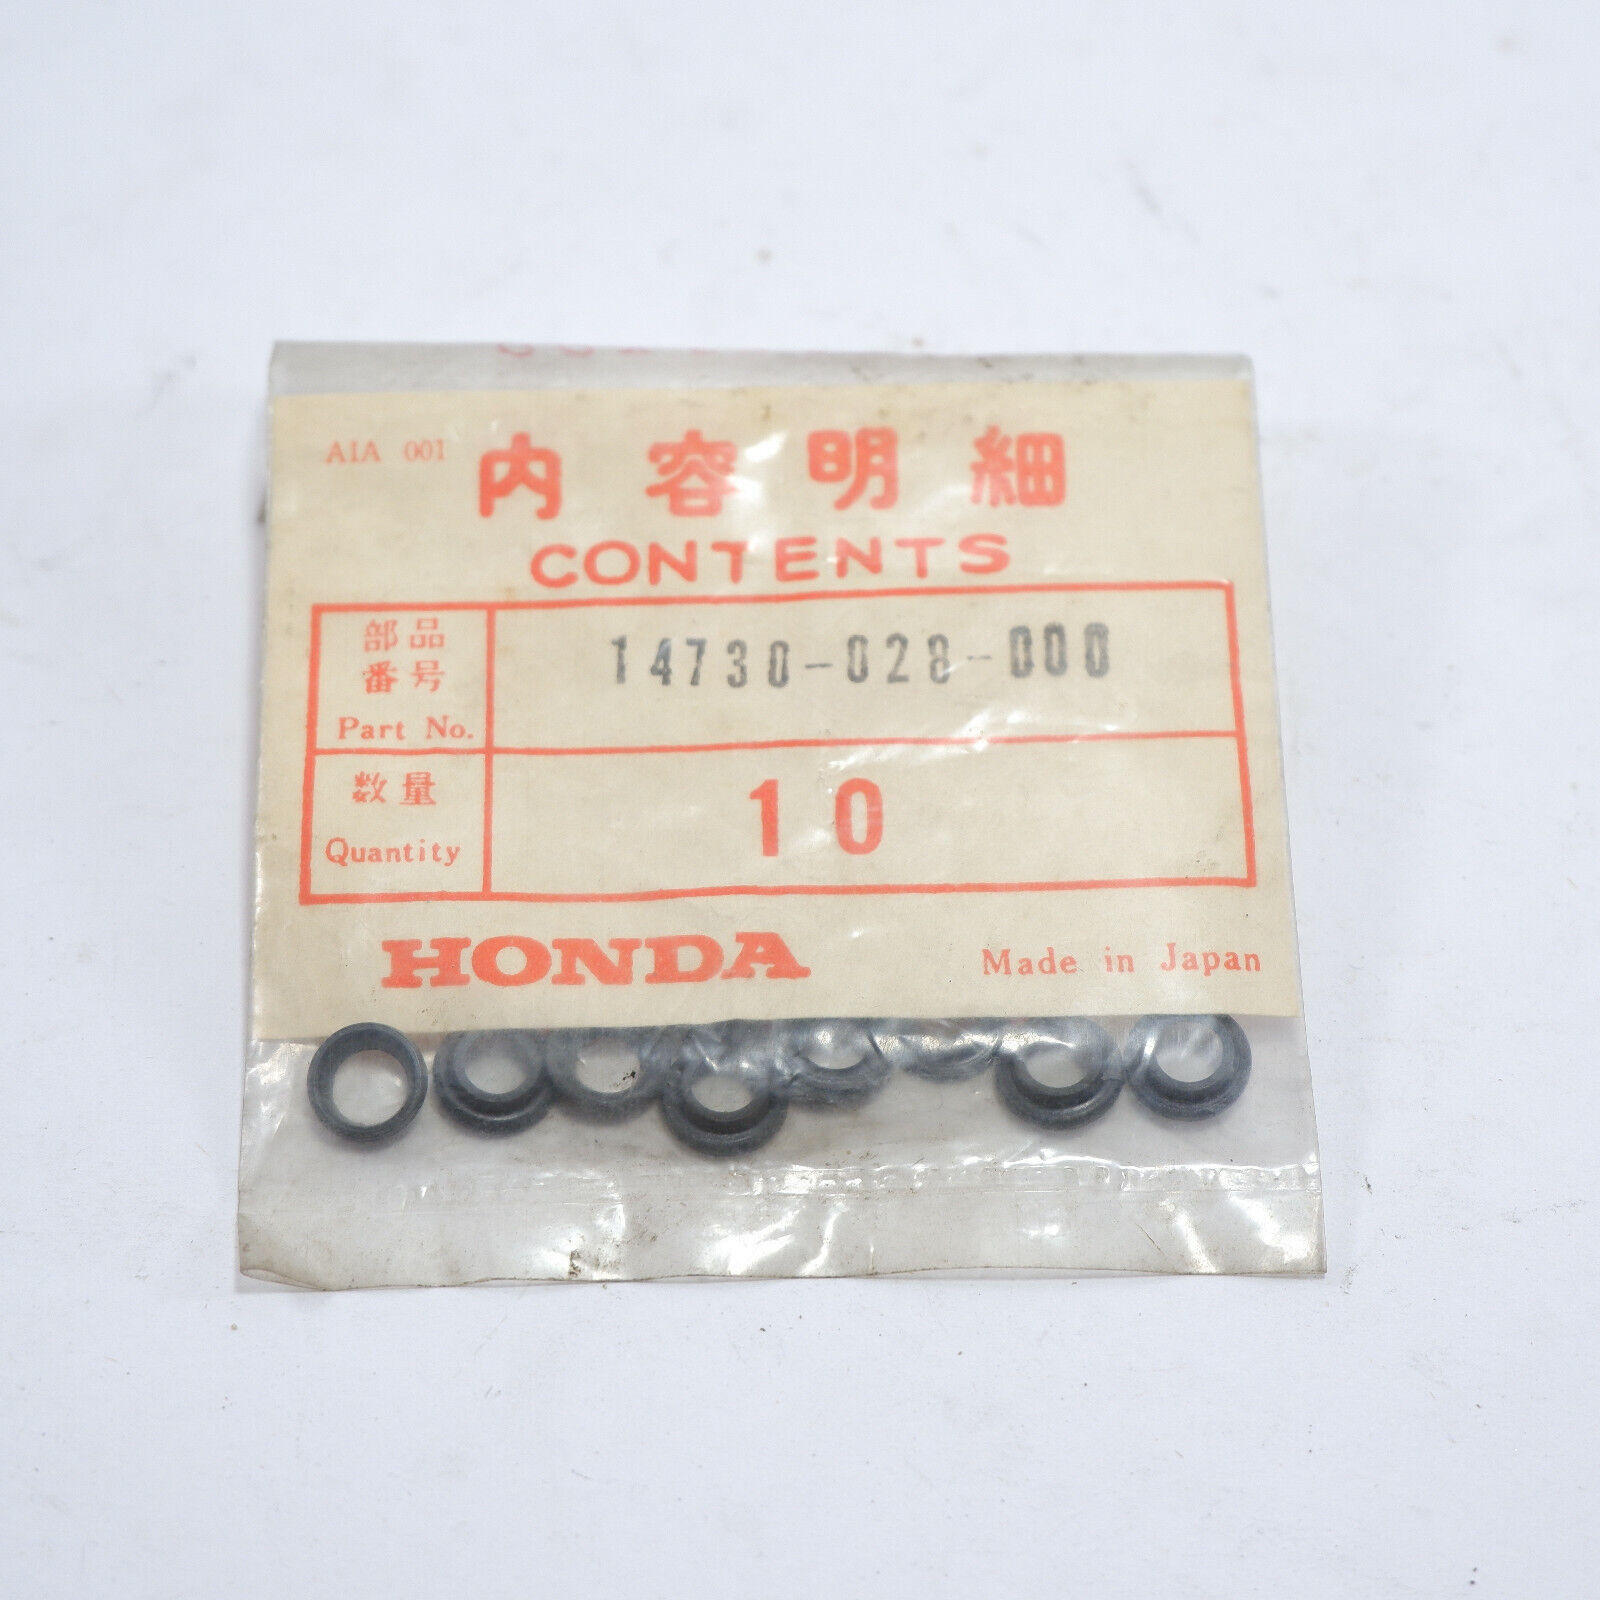 AIA 001 内容明細
CONTENTS
部品
番号
Part No.
14730-028-000
数量
Quantity
10
HONDA
Made in Japan